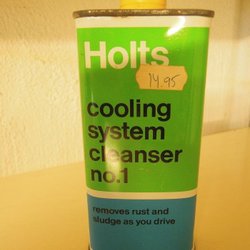 Holts
14.95
cooling
system
cleanser
no.1
removes rust and
sludge as you drive